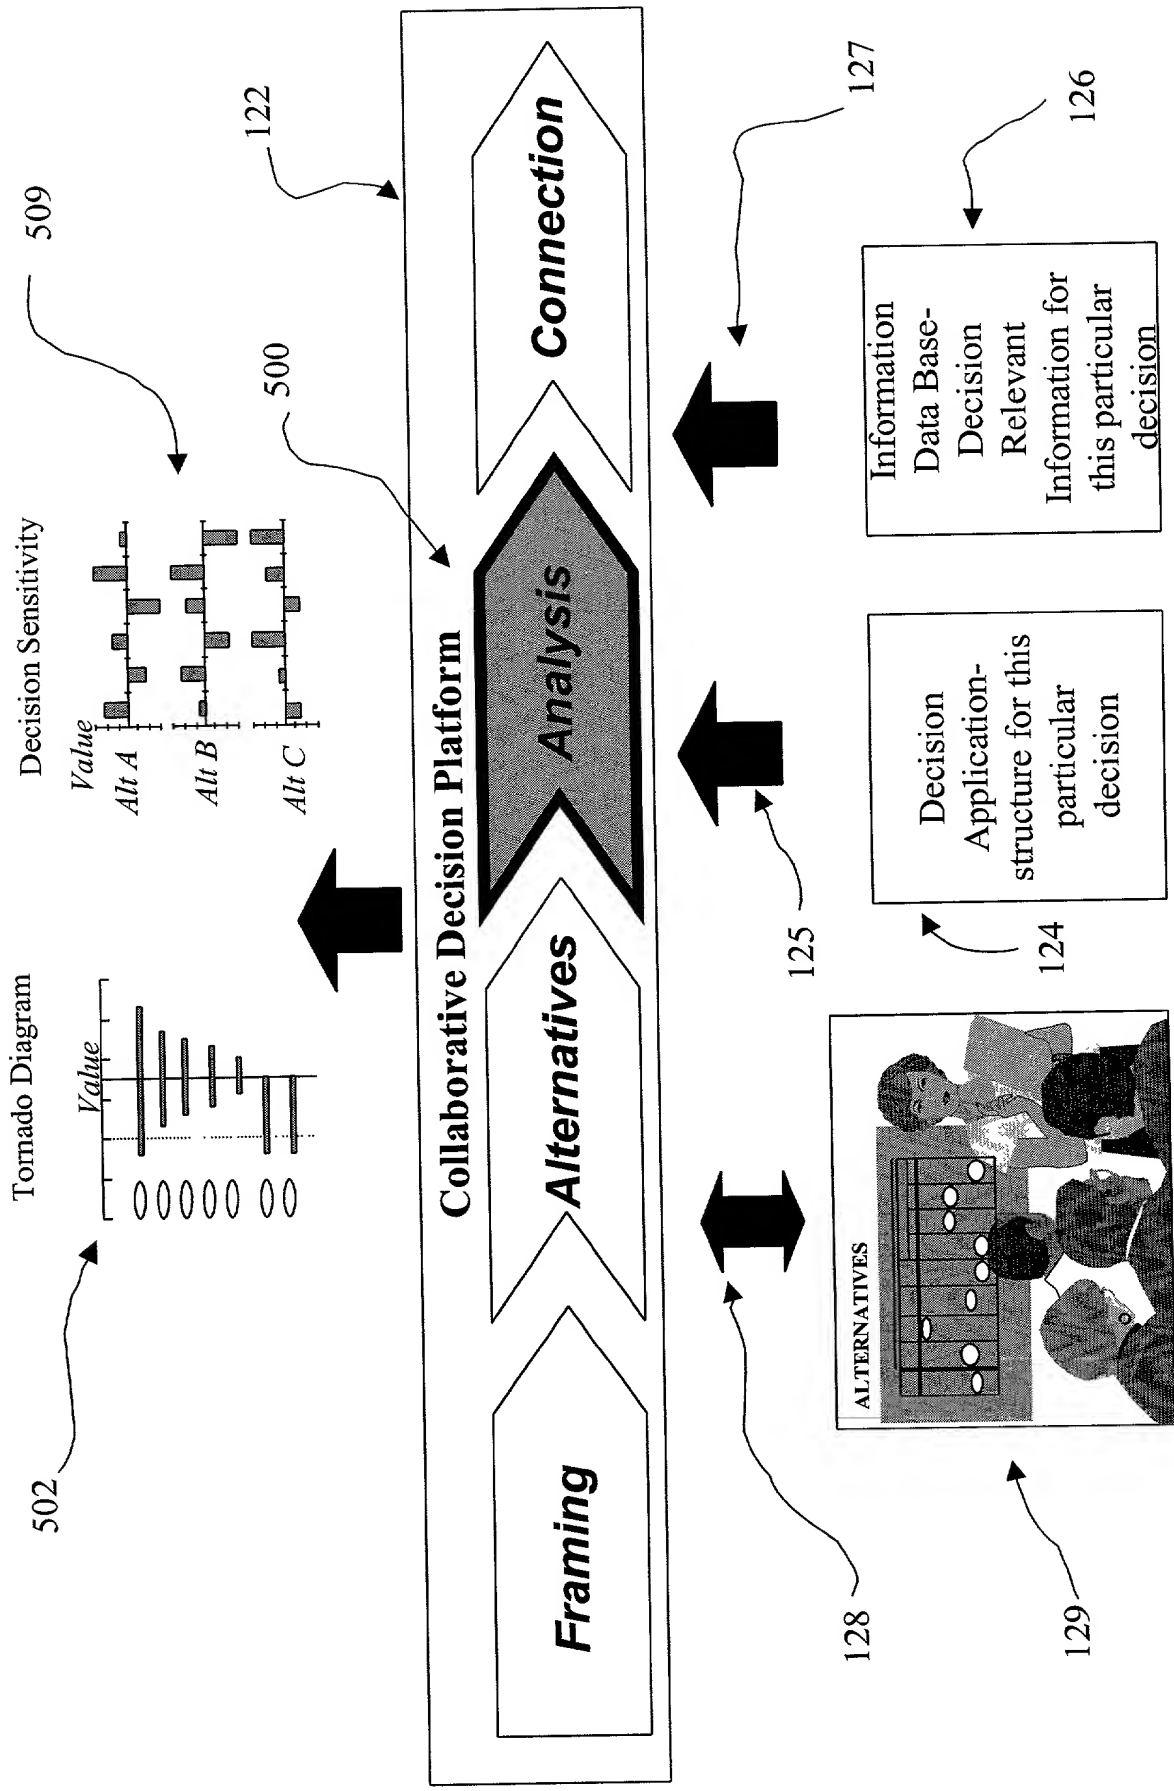 Tornado Diagram
Value
502
Decision Sensitivity
Value
Alt A
Alt B
Alt C
509
122
500
Collaborative Decision Platform
Framing
Alternatives
Analysis
Connection
128
125
127
129
ALTERNATIVES
124
Decision
Application-
structure for this
particular
decision
126
Information
Data Base-
Decision
Relevant
Information for
this particular
decision